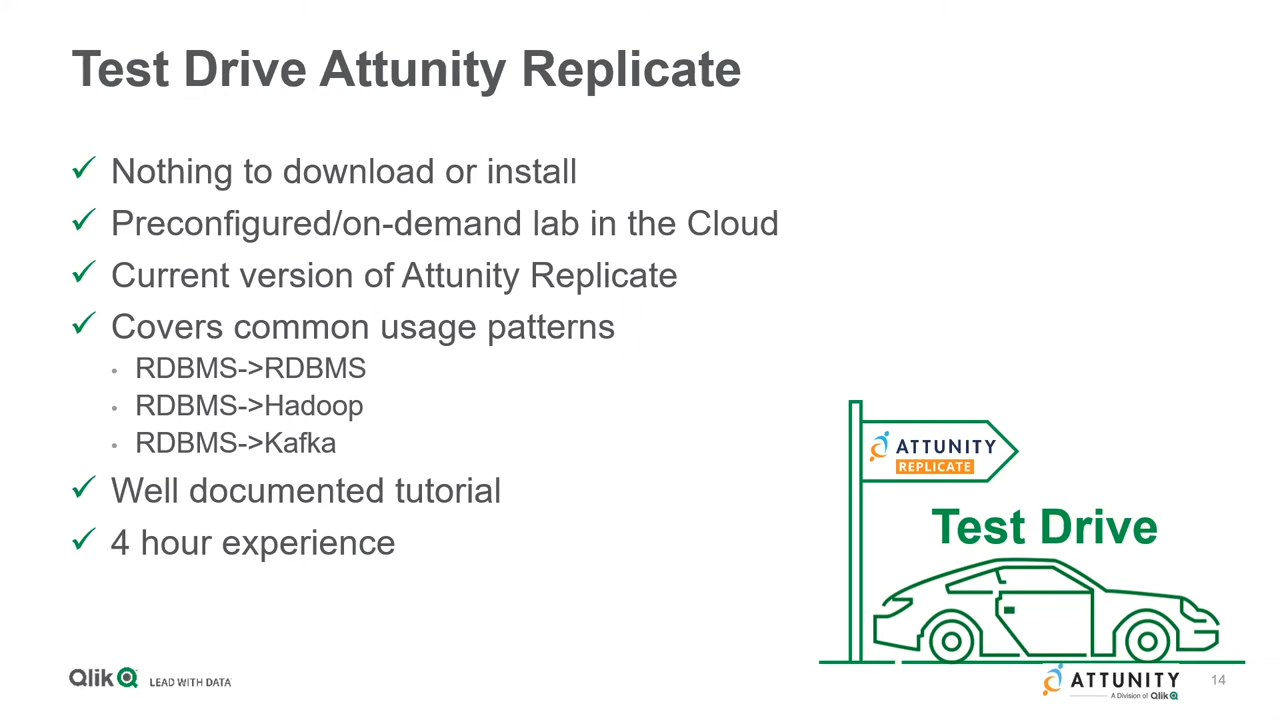 Test Drive Attunity Replicate
Nothing to download or install
Preconfigured/on-demand lab in the Cloud
Current version of Attunity Replicate
Covers common usage patterns
RDBMS->RDBMS
RDBMS->Hadoop
RDBMS->Kafka
Well documented tutorial
4 hour experience
ATTUNITY
REPLICATE
Test Drive
Qlik LEAD WITH DATA
ATTUNITY
A Division of Qlik
14